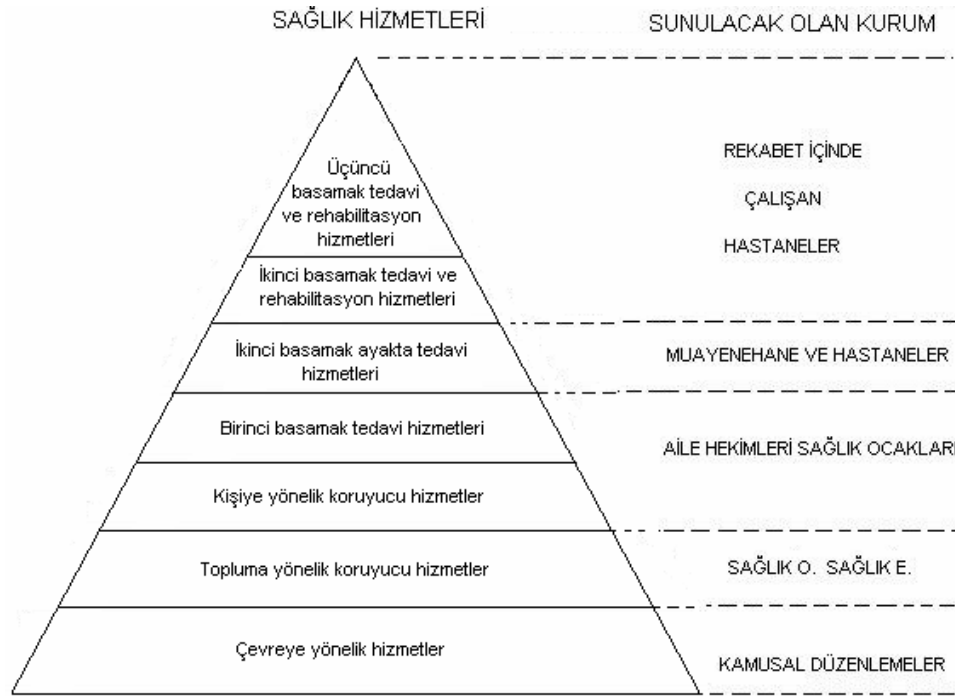 SAĞLIK HİZMETLERİ
SUNULACAK OLAN KURUM
Üçüncü
basamak tedavi
ve rehabilitasyon
hizmetleri
REKABET İÇİNDE
ÇALIŞAN
HASTANELER
İkinci basamak tedavi ve
rehabilitasyon hizmetleri
İkinci basamak ayakta tedavi
hizmetleri
MUAYENEHANE VE HASTANELER
Birinci basamak tedavi hizmetleri
AİLE HEKİMLERİ SAĞLIK OCAKLARI
Kişiye yönelik koruyucu hizmetler
Topluma yönelik koruyucu hizmetler
SAĞLIK O. SAĞLIK E.
Çevreye yönelik hizmetler
KAMUSAL DÜZENLEMELER